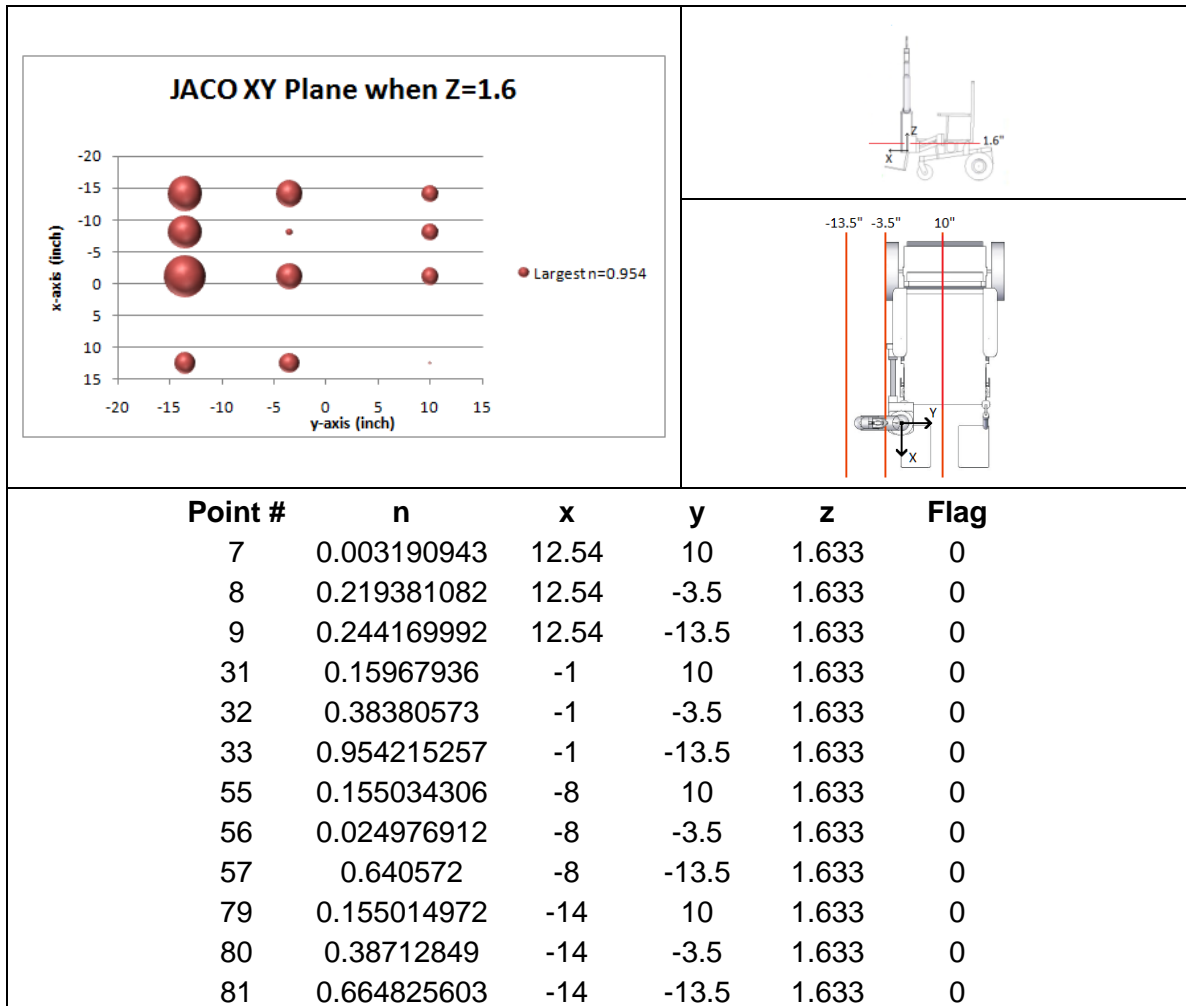 JACO XY Plane when Z=1.6
-20
-15
-10
-5
0
5
10
15
x-axis (inch)
-20 -15 -10 -5 0 5 10 15
y-axis (inch)
Largest n=0.954
Z
X
1.6"
-13.5" -3.5" 10"
Y
X
Point # n x y z Flag
7 0.003190943 12.54 10 1.633 0
8 0.219381082 12.54 -3.5 1.633 0
9 0.244169992 12.54 -13.5 1.633 0
31 0.15967936 -1 10 1.633 0
32 0.38380573 -1 -3.5 1.633 0
33 0.954215257 -1 -13.5 1.633 0
55 0.155034306 -8 10 1.633 0
56 0.024976912 -8 -3.5 1.633 0
57 0.640572 -8 -13.5 1.633 0
79 0.155014972 -14 10 1.633 0
80 0.38712849 -14 -3.5 1.633 0
81 0.664825603 -14 -13.5 1.633 0